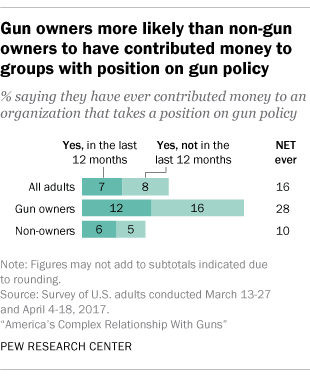 Gun owners more likely than non-gun
owners to have contributed money to
groups with position on gun policy
% saying they have ever contributed money to an
organization that takes a position on gun policy
Yes, in the last
12 months
Yes, not in the
last 12 months
NET
ever
All adults 7 8 16
Gun owners 12 16 28
Non-owners 6 5 10
Note: Figures may not add to subtotals indicated due
to rounding.
Source: Survey of U.S. adults conducted March 13-27
and April 4-18, 2017.
“America’s Complex Relationship With Guns”
PEW RESEARCH CENTER